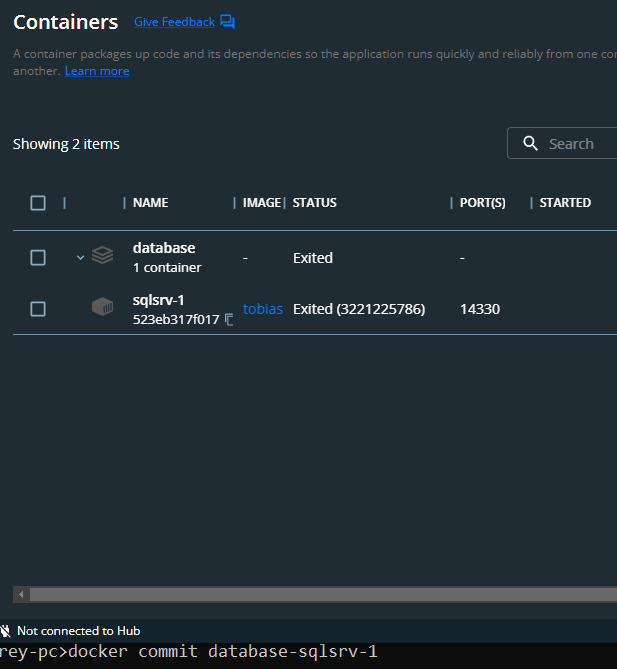 Containers Give Feedback
A container packages up code and its dependencies so the application runs quickly and reliably from one
another. Learn more
Showing 2 items
Search
NAME IMAGE STATUS PORT(S) STARTED
database
1 container
- Exited -
sqlsrv-1
523eb317f017
tobias Exited (3221225786) 14330
Not connected to Hub
rey-pc>docker commit database-sqlsrv-1